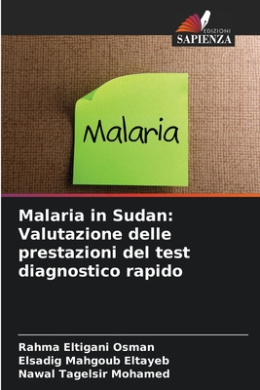 EDIZIONI
SAPIENZA
Malaria
Malaria in Sudan:
Valutazione delle
prestazioni del test
diagnostico rapido
Rahma Eltigani Osman
Elsadig Mahgoub Eltayeb
Nawal Tagelsir Mohamed